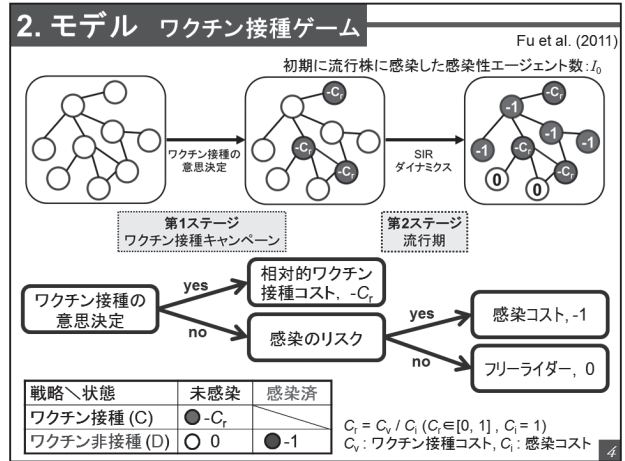 2. モデル ワクチン接種ゲーム
Fu et al. (2011)
初期に流行株に感染した感染性エージェント数:I₀
-Cᵣ
-Cᵣ
-Cᵣ
ワクチン接種の
意思決定
SIR
ダイナミクス
-Cᵣ
-1
-1
-1
-1
-Cᵣ
-Cᵣ
0
0
第1ステージ
ワクチン接種キャンペーン
第2ステージ
流行期
ワクチン接種の
意思決定
yes
no
相対的ワクチン
接種コスト, -Cᵣ
感染のリスク
yes
no
感染コスト, -1
フリーライダー, 0
戦略＼状態 未感染 感染済
ワクチン接種 (C) -Cᵣ
ワクチン非接種 (D) 0 -1
Cᵣ = Cᵥ / Cᵢ (Cᵣ∈[0, 1] , Cᵢ = 1)
Cᵥ : ワクチン接種コスト, Cᵢ : 感染コスト
4